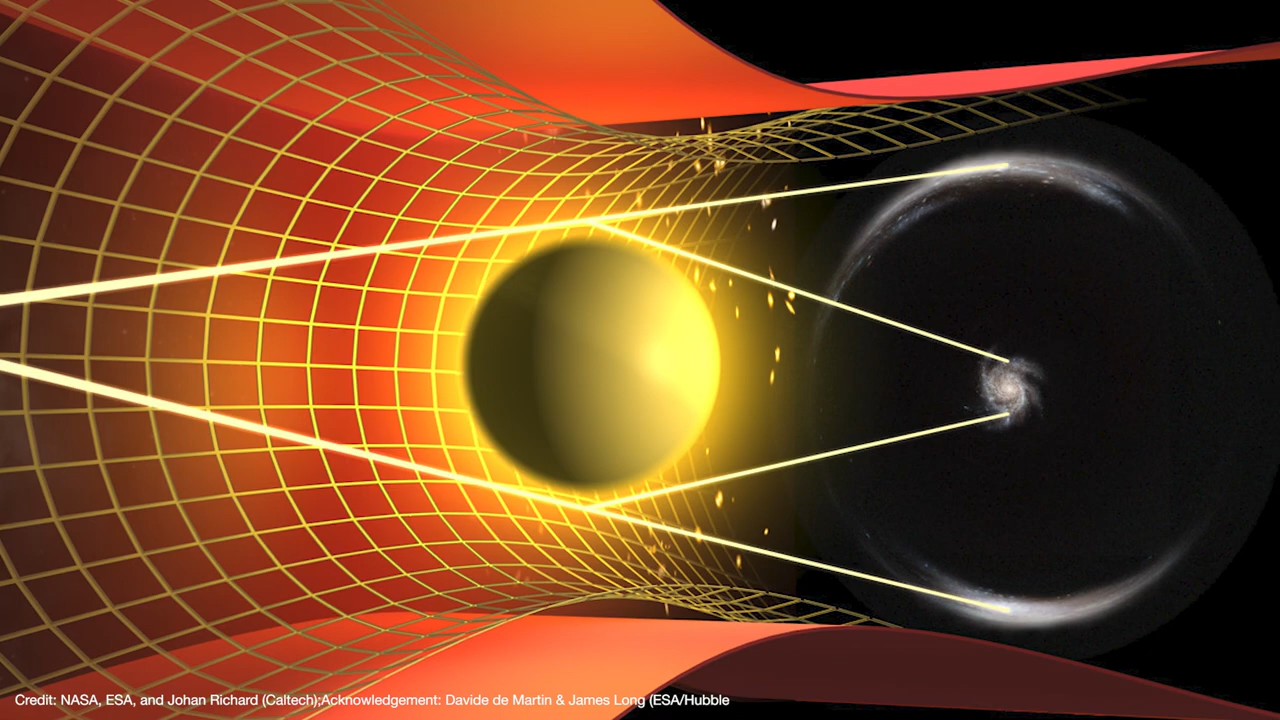 Credit: NASA, ESA, and Johan Richard (Caltech);Acknowledgement: Davide de Martin & James Long (ESA/Hubble